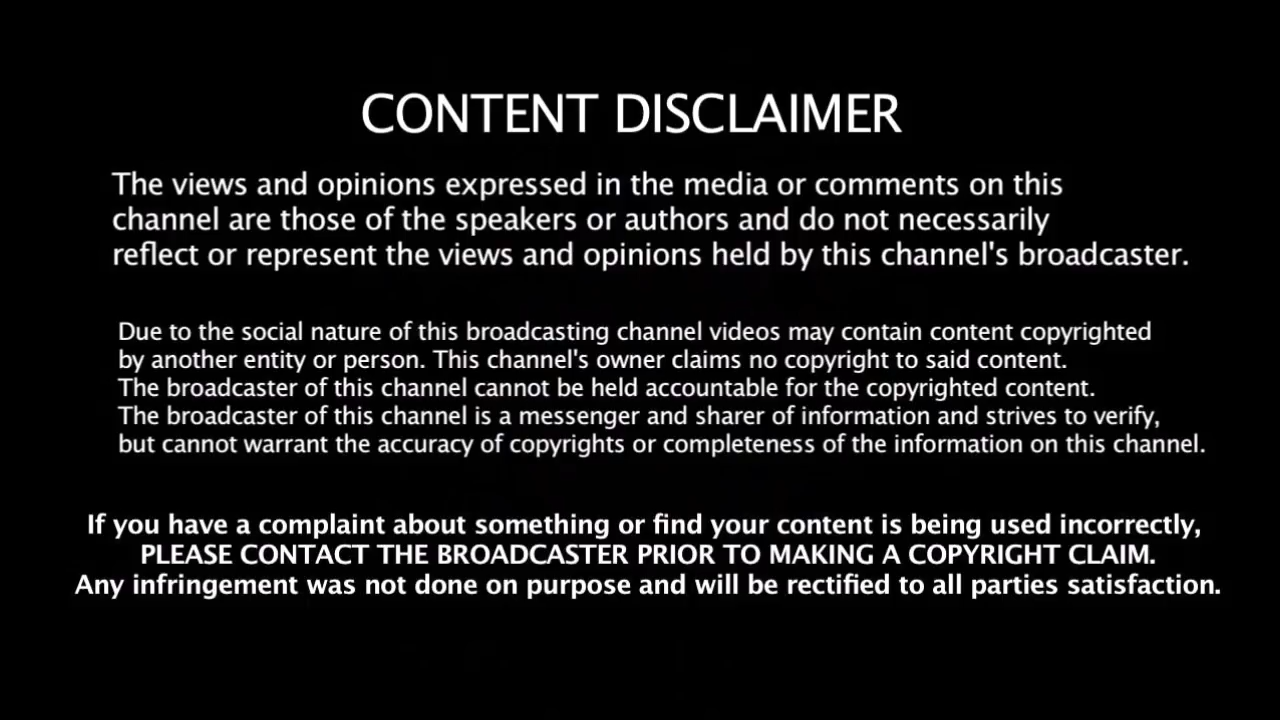 CONTENT DISCLAIMER
The views and opinions expressed in the media or comments on this
channel are those of the speakers or authors and do not necessarily
reflect or represent the views and opinions held by this channel's broadcaster.
Due to the social nature of this broadcasting channel videos may contain content copyrighted
by another entity or person. This channel's owner claims no copyright to said content.
The broadcaster of this channel cannot be held accountable for the copyrighted content.
The broadcaster of this channel is a messenger and sharer of information and strives to verify,
but cannot warrant the accuracy of copyrights or completeness of the information on this channel.
If you have a complaint about something or find your content is being used incorrectly,
PLEASE CONTACT THE BROADCASTER PRIOR TO MAKING A COPYRIGHT CLAIM.
Any infringement was not done on purpose and will be rectified to all parties satisfaction.